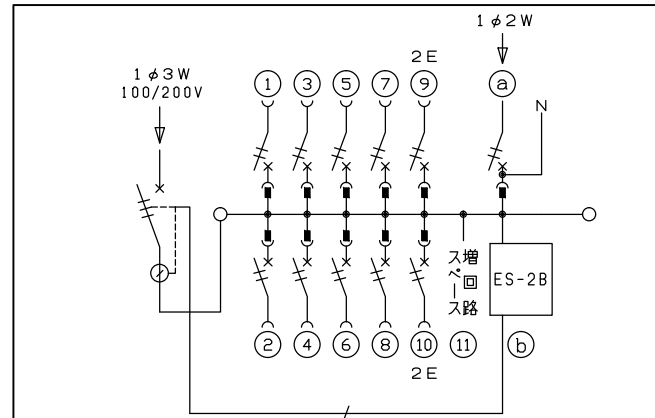 1φ2W
1φ3W
100/200V
2E
① ③ ⑤ ⑦ ⑨ ⓐ
N
増回路
スペース
ES-2B
② ④ ⑥ ⑧ ⑩ ⑪ ⓑ
2E